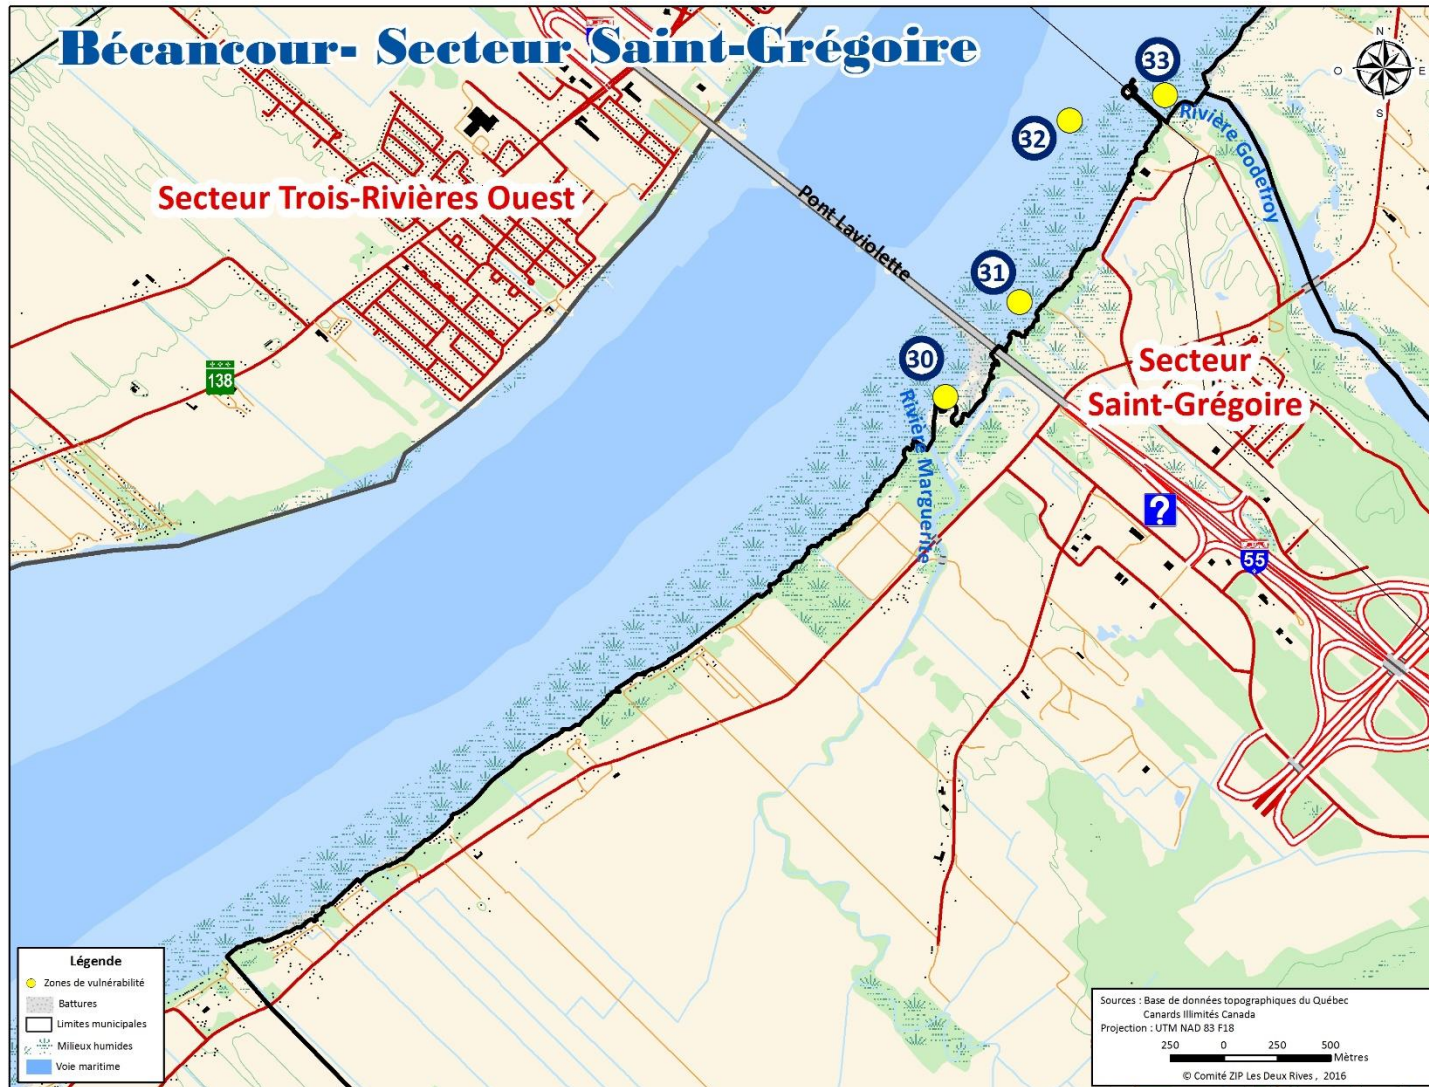 Bécancour- Secteur Saint-Grégoire
33
N
O
E
S
32
Rivière Godefroy
Secteur Trois-Rivières Ouest
Pont Laviolette
31
30
138
Secteur
Saint-Grégoire
Rivière Marguerite
?
55
Légende
Zones de vulnérabilité
Battures
Limites municipales
Milieux humides
Voie maritime
Sources : Base de données topographiques du Québec
Canards Illimités Canada
Projection : UTM NAD 83 F18
250 0 250 500
Mètres
© Comité ZIP Les Deux Rives , 2016